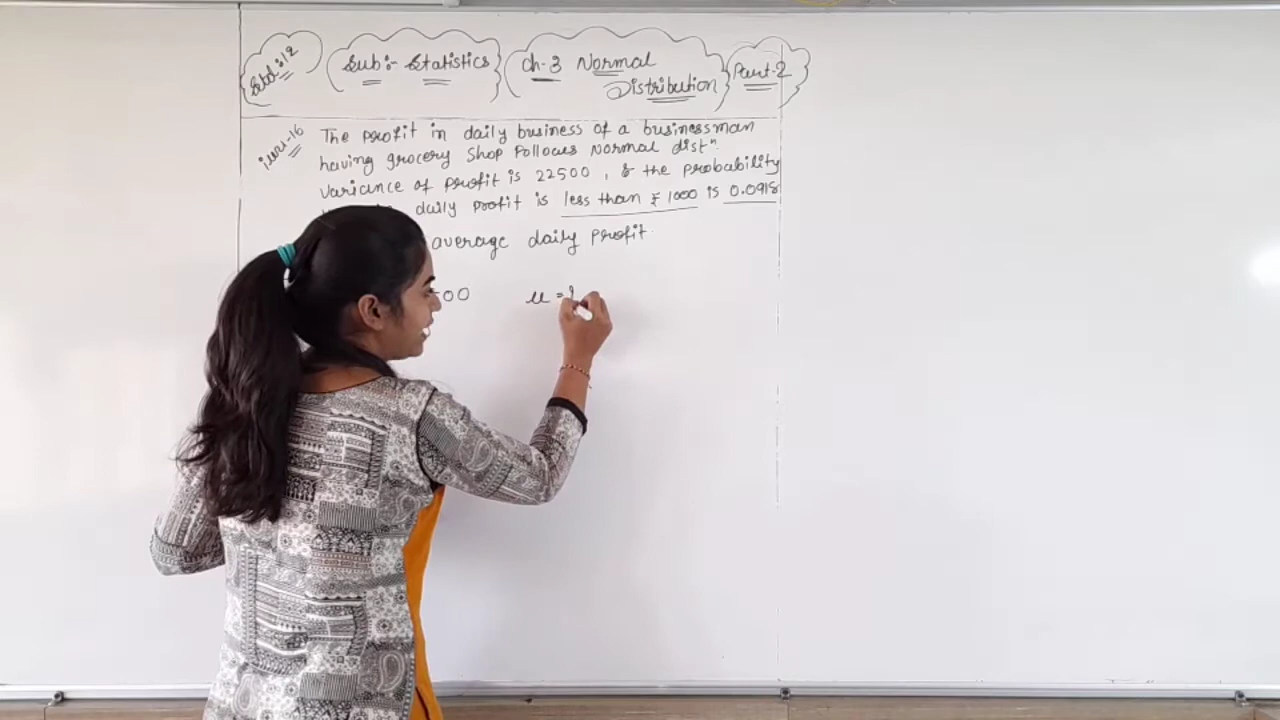 Std:12 Sub:- Statistics Ch-3 Normal Distribution Part-2
The profit in daily business of a businessman
having grocery shop follows Normal distⁿ.
variance of profit is 22500, & the probability
daily profit is less than ₹ 1000 is 0.0918
average daily profit.
00 μ = ?